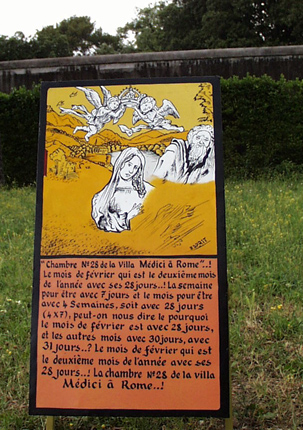 "Chambre No28 de la Villa Médici à Rome"..!
Le mois de février qui est le deuxième mois
de l'année avec ses 28 jours..! La semaine
pour être avec 7 jours et le mois pour être
avec 4 Semaines, soit avec 28 jours
(4x7), peut-on nous dire le pourquoi
le mois de février est avec 28 jours,
et les autres mois avec 30 jours, avec
31 jours..? Le mois de février qui est
le deuxième mois de l'année avec ses
28 jours..! La chambre No28 de la villa
Médici à Rome..!